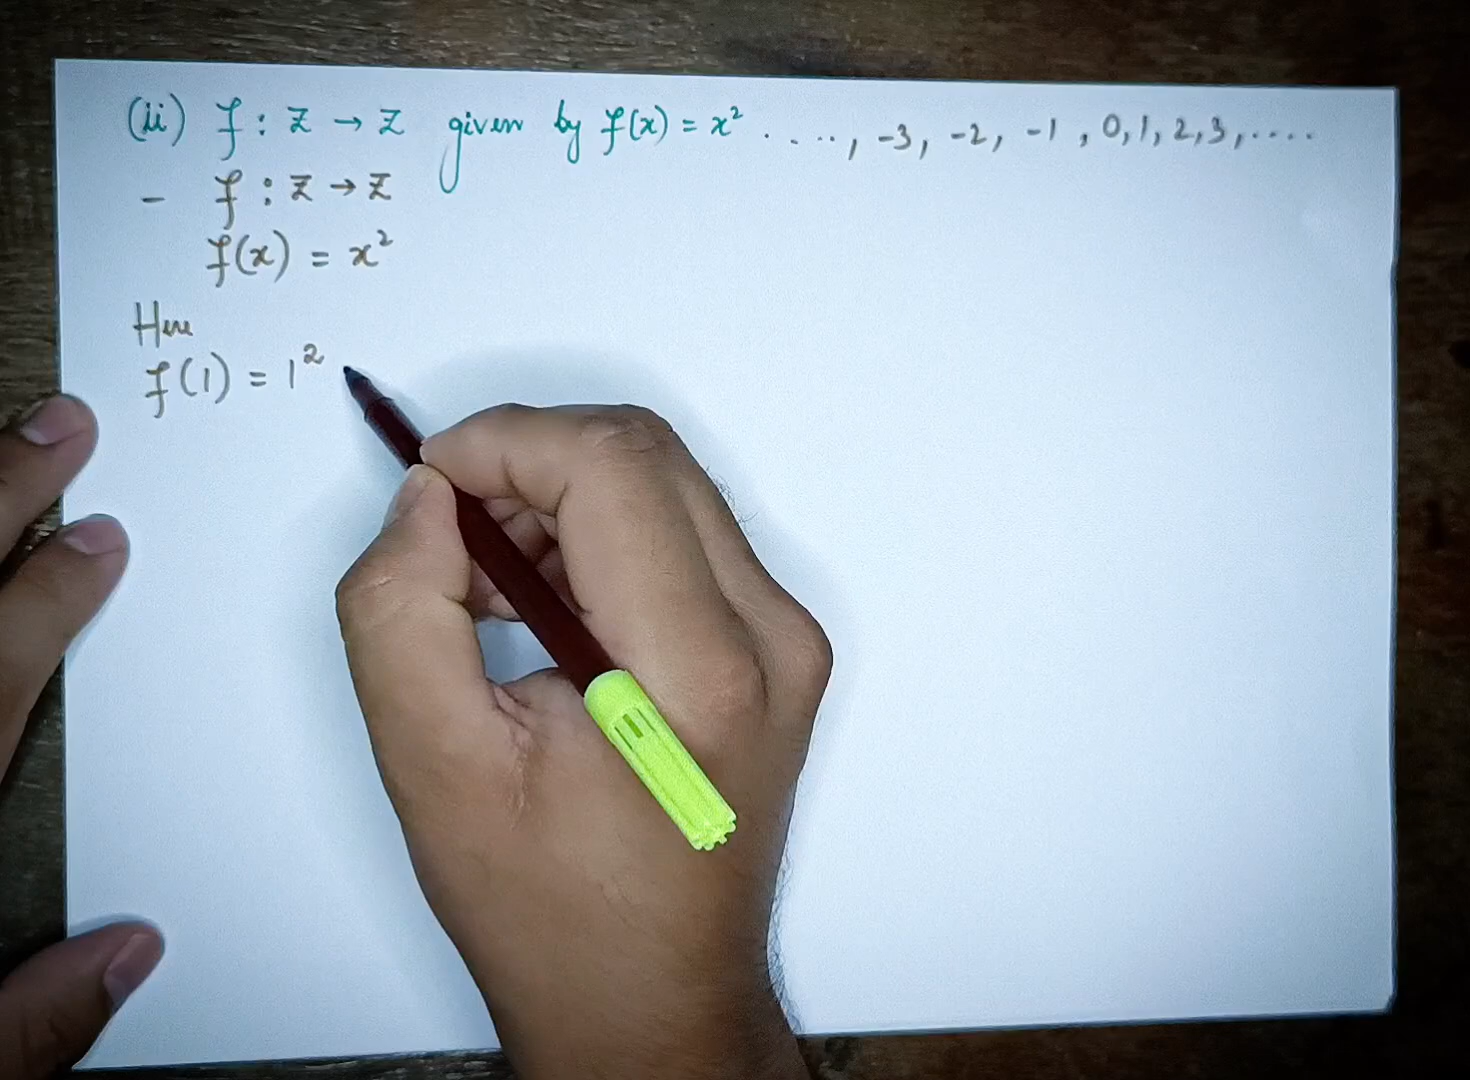 (ii) f : Z → Z given by f(x) = x² . . . . , -3, -2, -1 , 0, 1, 2, 3, . . . .
- f : Z → Z
f(x) = x²
Here
f(1) = 1²